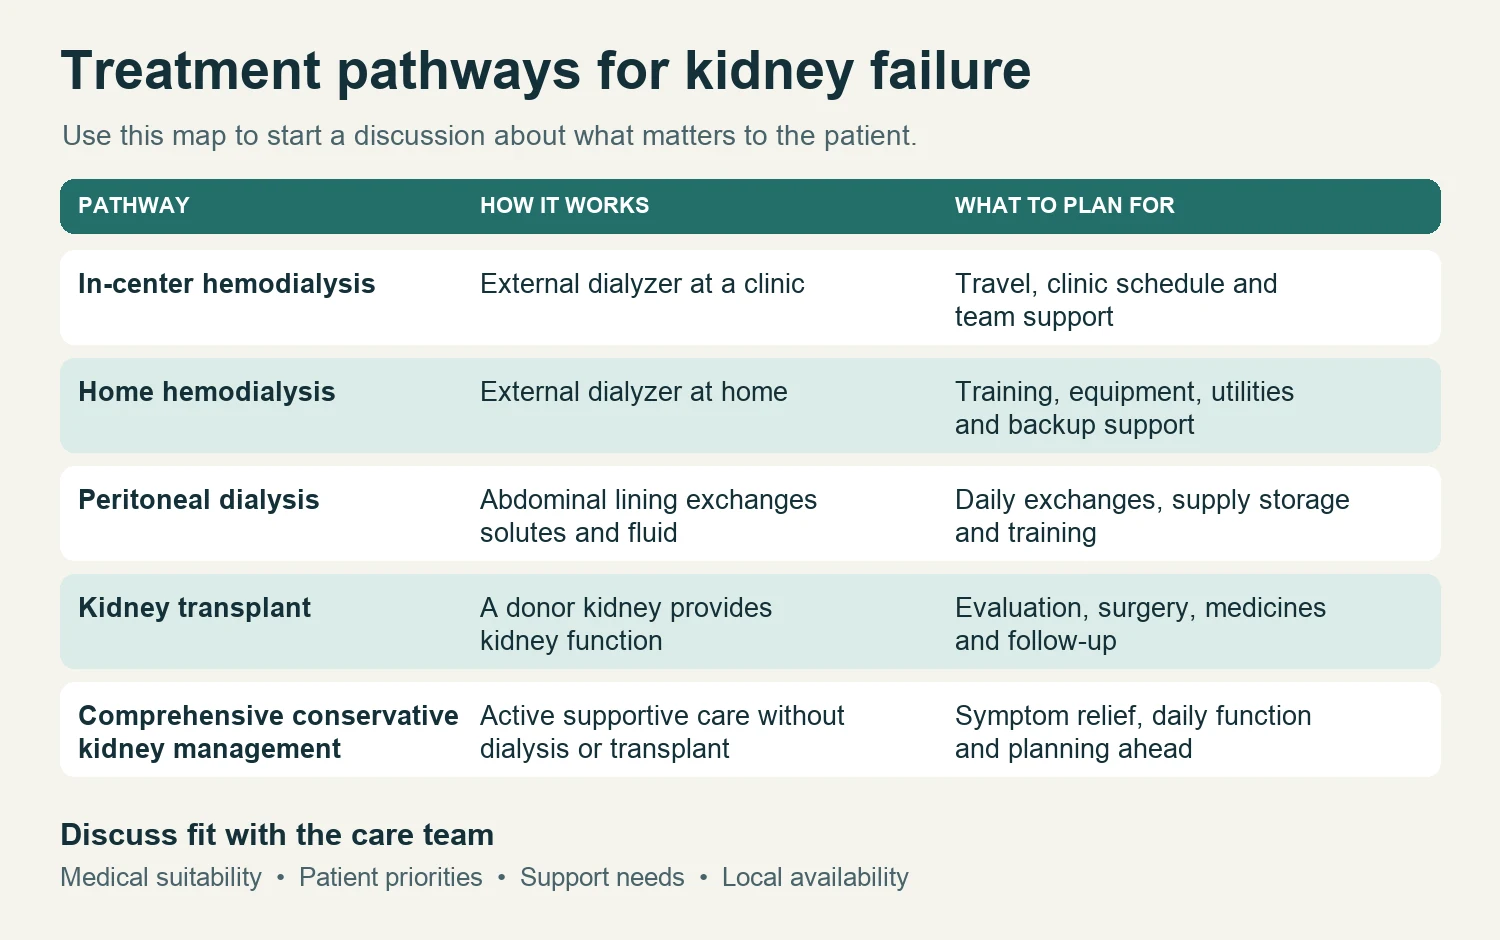 Treatment pathways for kidney failure
Use this map to start a discussion about what matters to the patient.
PATHWAY HOW IT WORKS WHAT TO PLAN FOR
In-center hemodialysis External dialyzer at a clinic Travel, clinic schedule and
team support
Home hemodialysis External dialyzer at home Training, equipment, utilities
and backup support
Peritoneal dialysis Abdominal lining exchanges Daily exchanges, supply storage
solutes and fluid and training
Kidney transplant A donor kidney provides Evaluation, surgery, medicines
kidney function and follow-up
Comprehensive conservative Active supportive care without Symptom relief, daily function
kidney management dialysis or transplant and planning ahead
Discuss fit with the care team
Medical suitability • Patient priorities • Support needs • Local availability